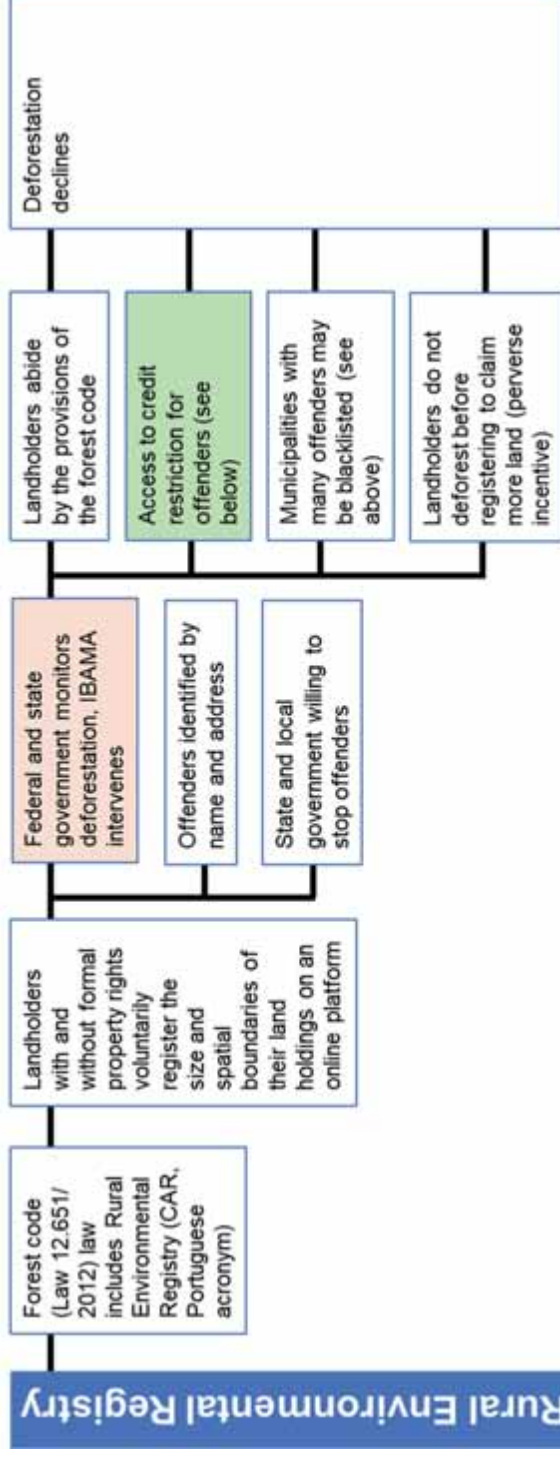 Rural Environmental Registry
Forest code
(Law 12.651/
2012) law
includes Rural
Environmental
Registry (CAR,
Portuguese
acronym)
Landholders
with and
without formal
property rights
voluntarily
register the
size and
spatial
boundaries of
their land
holdings on an
online platform
Federal and state
government monitors
deforestation, IBAMA
intervenes
Offenders identified by
name and address
State and local
government willing to
stop offenders
Landholders abide
by the provisions of
the forest code
Access to credit
restriction for
offenders (see
below)
Municipalities with
many offenders may
be blacklisted (see
above)
Landholders do not
deforest before
registering to claim
more land (perverse
incentive)
Deforestation
declines